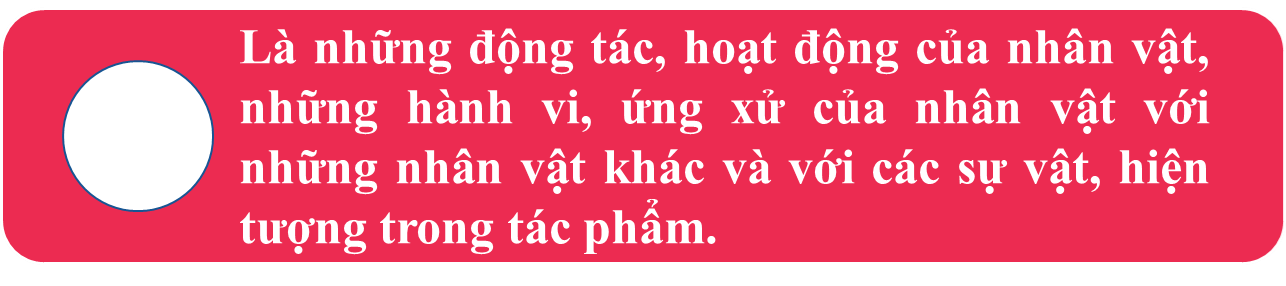 Là những động tác, hoạt động của nhân vật,
những hành vi, ứng xử của nhân vật với
những nhân vật khác và với các sự vật, hiện
tượng trong tác phẩm.